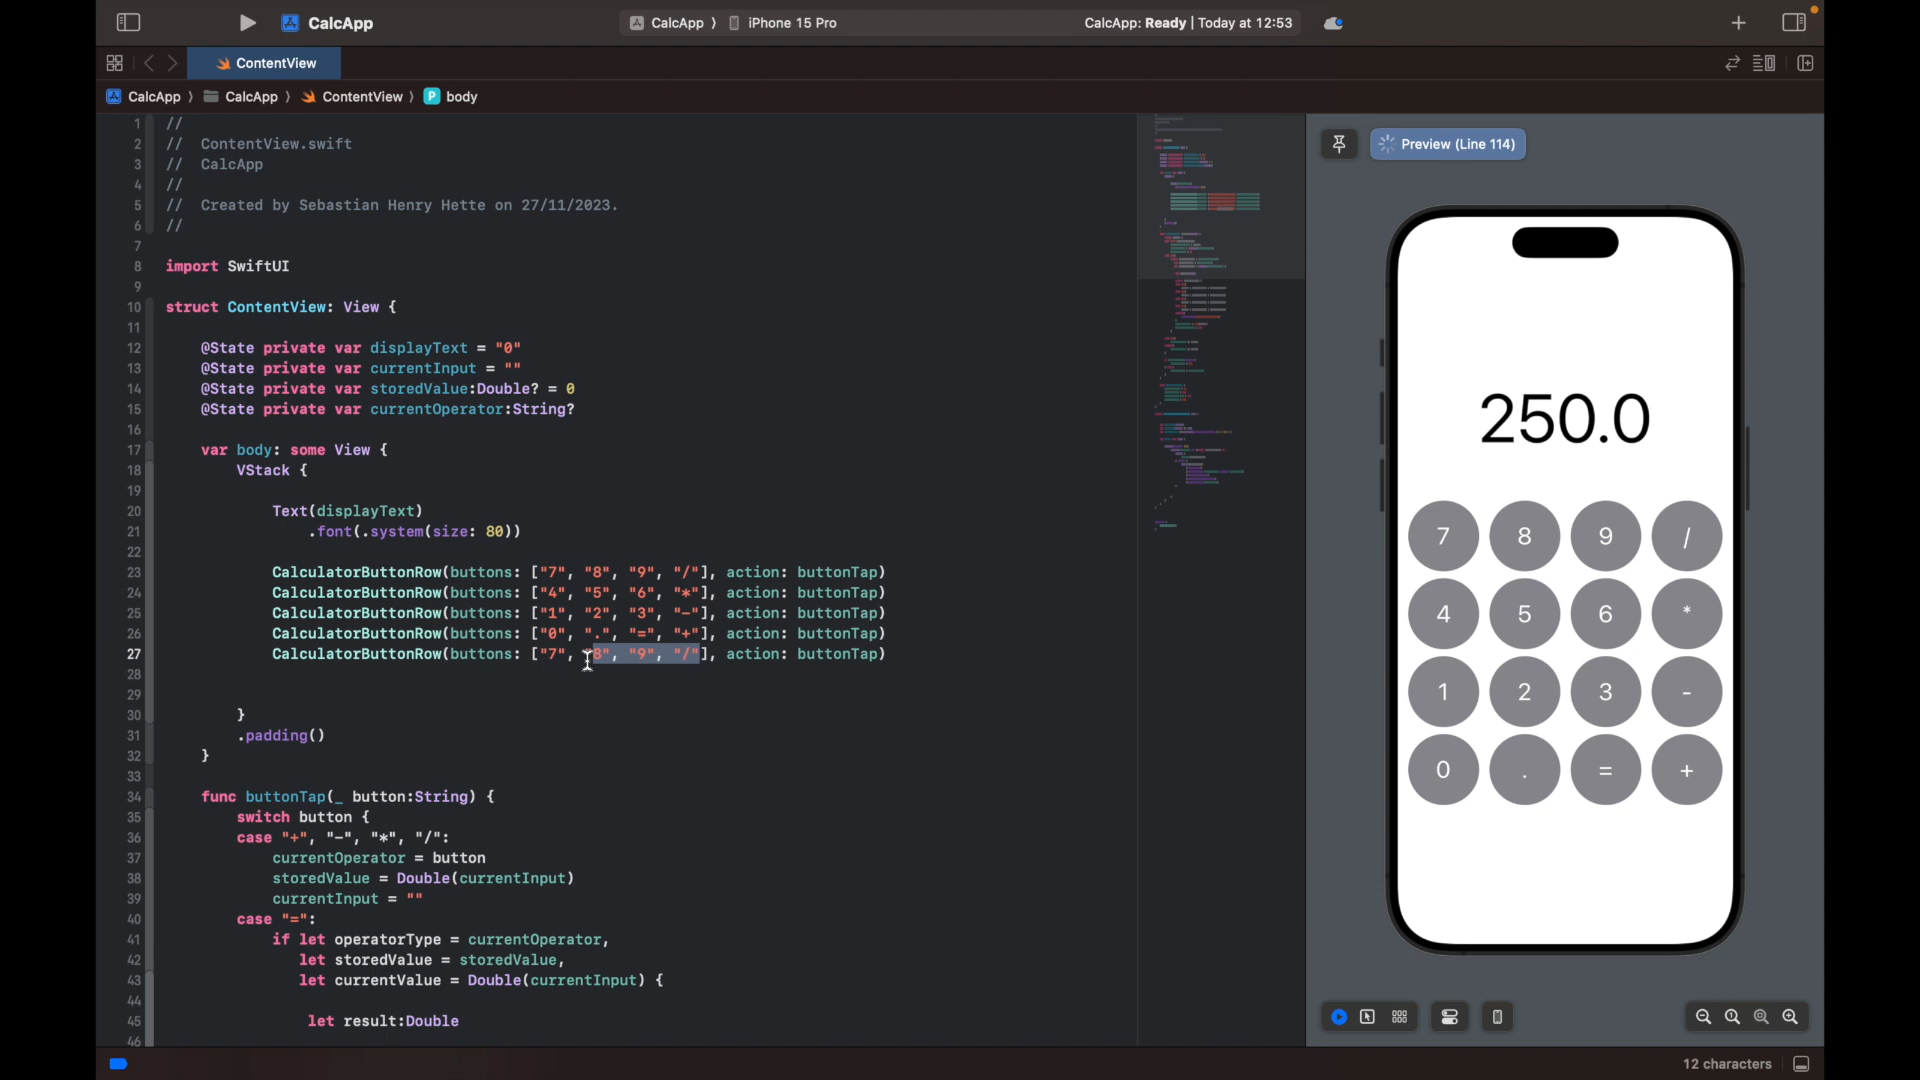 CalcApp
CalcApp ⟩ iPhone 15 Pro
CalcApp: Ready | Today at 12:53
ContentView
CalcApp ⟩ CalcApp ⟩ ContentView ⟩ P body
1 //
2 //  ContentView.swift
3 //  CalcApp
4 //
5 //  Created by Sebastian Henry Hette on 27/11/2023.
6 //
7
8 import SwiftUI
9
10 struct ContentView: View {
11
12     @State private var displayText = "0"
13     @State private var currentInput = ""
14     @State private var storedValue:Double? = 0
15     @State private var currentOperator:String?
16
17     var body: some View {
18         VStack {
19
20             Text(displayText)
21                 .font(.system(size: 80))
22
23             CalculatorButtonRow(buttons: ["7", "8", "9", "/"], action: buttonTap)
24             CalculatorButtonRow(buttons: ["4", "5", "6", "*"], action: buttonTap)
25             CalculatorButtonRow(buttons: ["1", "2", "3", "-"], action: buttonTap)
26             CalculatorButtonRow(buttons: ["0", ".", "=", "+"], action: buttonTap)
27             CalculatorButtonRow(buttons: ["7", "8", "9", "/"], action: buttonTap)
28
29
30         }
31         .padding()
32     }
33
34     func buttonTap(_ button:String) {
35         switch button {
36         case "+", "-", "*", "/":
37             currentOperator = button
38             storedValue = Double(currentInput)
39             currentInput = ""
40         case "=":
41             if let operatorType = currentOperator,
42                let storedValue = storedValue,
43                let currentValue = Double(currentInput) {
44
45                 let result:Double
46
Preview (Line 114)
250.0
7 8 9 /
4 5 6 *
1 2 3 -
0 . = +
12 characters